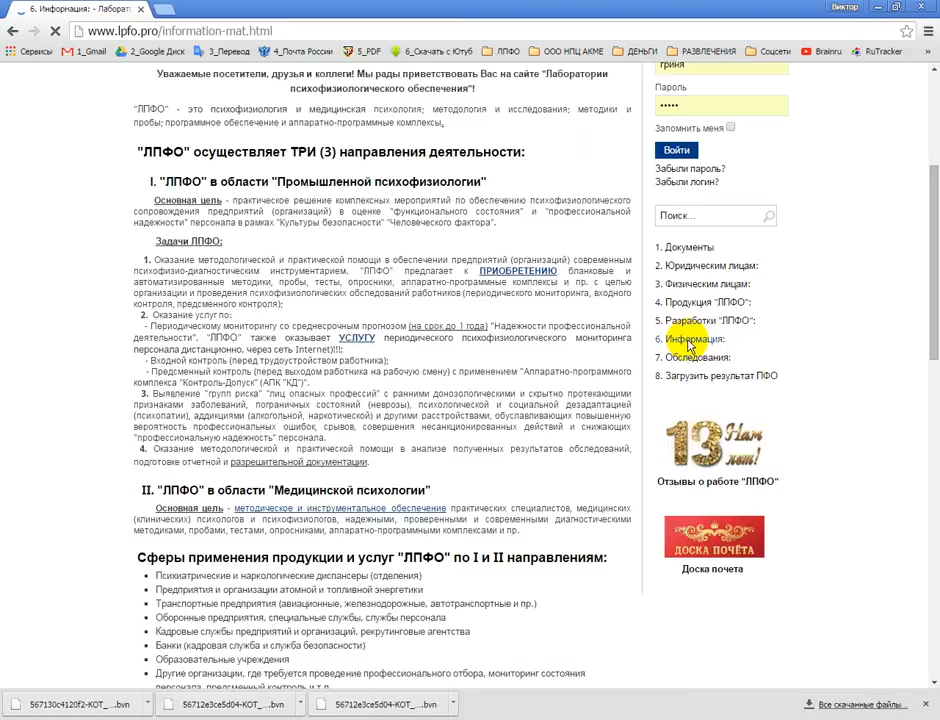 6. Информация: - Лаборато
Виктор
www.lpfo.pro/information-mat.html
Сервисы
1_Gmail
2_Google Диск
3_Перевод
4_Почта России
5_PDF
6_Скачать с Ютуб
ЛПФО
ООО НПЦ АКМЕ
ДЕНЬГИ
РАЗВЛЕЧЕНИЯ
Соцсети
Brainru
RuTracker
»
Уважаемые посетители, друзья и коллеги! Мы рады приветствовать Вас на сайте "Лаборатории
психофизиологического обеспечения"!
"ЛПФО" - это психофизиология и медицинская психология; методология и исследования; методики и
пробы; программное обеспечение и аппаратно-программные комплексы.
"ЛПФО" осуществляет ТРИ (3) направления деятельности:
I. "ЛПФО" в области "Промышленной психофизиологии"
Основная цель - практическое решение комплексных мероприятий по обеспечению психофизиологического
сопровождения предприятий (организаций) в оценке "функционального состояния" и "профессиональной
надежности" персонала в рамках "Культуры безопасности" "Человеческого фактора".
Задачи ЛПФО:
1. Оказание методологической и практической помощи в обеспечении предприятий (организаций) современным
психофизио-диагностическим инструментарием. "ЛПФО" предлагает к ПРИОБРЕТЕНИЮ бланковые и
автоматизированные методики, пробы, тесты, опросники, аппаратно-программные комплексы и пр. с целью
организации и проведения психофизиологических обследований работников (периодического мониторинга, входного
контроля, предсменного контроля);
2. Оказание услуг по:
- Периодическому мониторингу со среднесрочным прогнозом (на срок до 1 года) "Надежности профессиональной
деятельности". "ЛПФО" также оказывает УСЛУГУ периодического психофизиологического мониторинга
персонала дистанционно, через сеть Internet)!!!;
- Входной контроля (перед трудоустройством работника);
- Предсменный контроля (перед выходом работника на рабочую смену) с применением "Аппаратно-программного
комплекса "Контроль-Допуск" (АПК "КД")".
3. Выявление "групп риска" "лиц опасных профессий" с ранними донозологическими и скрытно протекающими
признаками заболеваний, пограничных состояний (неврозы), психологической и социальной дезадаптацией
(психопатии), аддикциями (алкогольной, наркотической) и другими расстройствами, обуславливающих повышенную
вероятность профессиональных ошибок, срывов, совершения несанкционированных действий и снижающих
"профессиональную надежность" персонала.
4. Оказание методологической и практической помощи в анализе полученных результатов обследований,
подготовке отчетной и разрешительной документации.
II. "ЛПФО" в области "Медицинской психологии"
Основная цель - методическое и инструментальное обеспечение практических специалистов, медицинских
(клинических) психологов и психофизиологов, надежными, проверенными и современными диагностическими
методиками, пробами, тестами, опросниками, аппаратно-программными комплексами и пр.
Сферы применения продукции и услуг "ЛПФО" по I и II направлениям:
Психиатрические и наркологические диспансеры (отделения)
Предприятия и организации атомной и топливной энергетики
Транспортные предприятия (авиационные, железнодорожные, автотранспортные и пр.)
Оборонные предприятия, специальные службы, службы персонала
Кадровые службы предприятий и организаций, рекрутинговые агентства
Банки (кадровая служба и служба безопасности)
Образовательные учреждения
Другие организации, где требуется проведение профессионального отбора, мониторинг состояния
персонала, предсменный контроль и т.д.
гриня
Пароль
•••••
Запомнить меня
Войти
Забыли пароль?
Забыли логин?
Поиск...
1. Документы
2. Юридическим лицам:
3. Физическим лицам:
4. Продукция "ЛПФО":
5. Разработки "ЛПФО":
6. Информация:
7. Обследования:
8. Загрузить результат ПФО
13 Нам лет!
Отзывы о работе "ЛПФО"
ДОСКА ПОЧЁТА
Доска почета
567130c4120f2-KOT_....bvn
56712e3ce5d04-KOT_....bvn
56712e3ce5d04-KOT_....bvn
Все скачанные файлы...